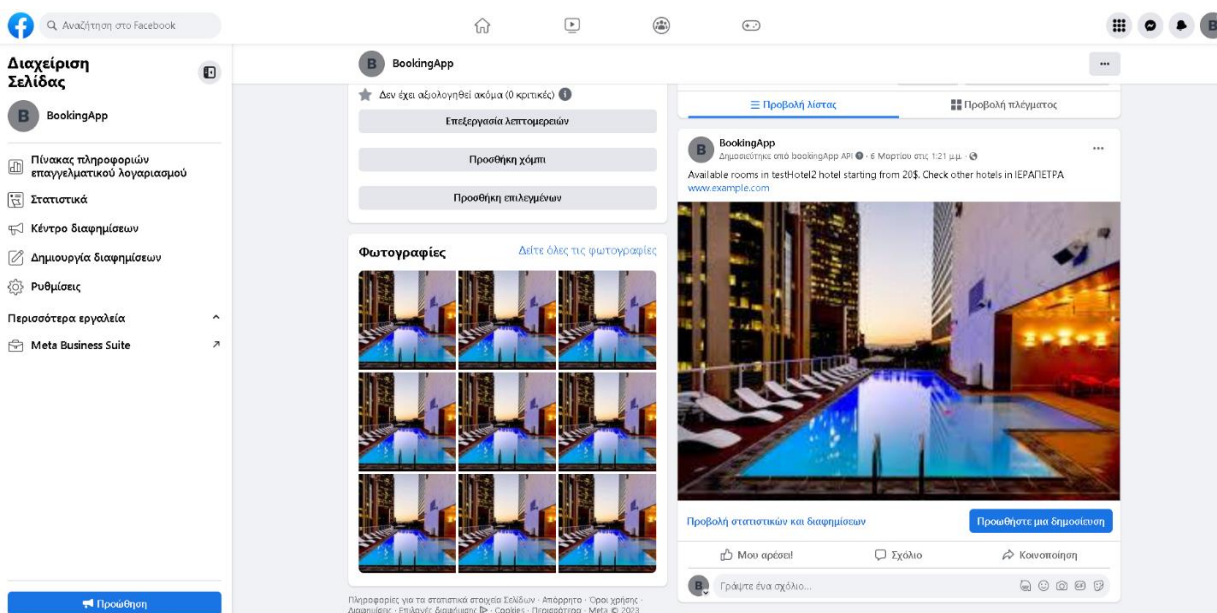 Αναζήτηση στο Facebook
B
Διαχείριση
Σελίδας
B BookingApp
Πίνακας πληροφοριών
επαγγελματικού λογαριασμού
Στατιστικά
Κέντρο διαφημίσεων
Δημιουργία διαφημίσεων
Ρυθμίσεις
Περισσότερα εργαλεία
Meta Business Suite
Προώθηση
B BookingApp
Δεν έχει αξιολογηθεί ακόμα (0 κριτικές)
Επεξεργασία λεπτομερειών
Προσθήκη χόμπι
Προσθήκη επιλεγμένων
Φωτογραφίες Δείτε όλες τις φωτογραφίες
Πληροφορίες για τα στατιστικά στοιχεία Σελίδων · Απόρρητο · Όροι χρήσης ·
Διαφημίσεις · Επιλογές διαφήμισης · Cookies · Περισσότερα · Meta © 2023
Προβολή λίστας Προβολή πλέγματος
B BookingApp
Δημοσιεύτηκε από bookingApp API · 6 Μαρτίου στις 1:21 μ.μ. ·
Available rooms in testHotel2 hotel starting from 20$. Check other hotels in ΙΕΡΑΠΕΤΡΑ
www.example.com
Προβολή στατιστικών και διαφημίσεων Προωθήστε μια δημοσίευση
Μου αρέσει! Σχόλιο Κοινοποίηση
B Γράψτε ένα σχόλιο...